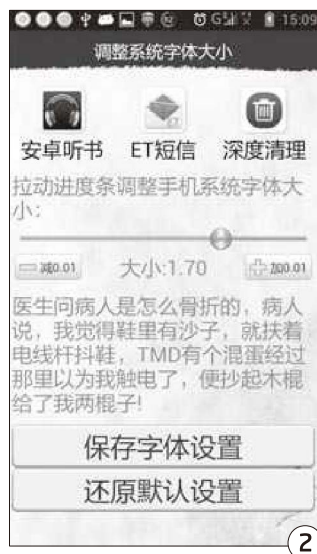 15:09
调整系统字体大小
安卓听书 ET短信 深度清理
拉动进度条调整手机系统字体大
小:
减0.01 大小:1.70 加0.01
医生问病人是怎么骨折的，病人
说，我觉得鞋里有沙子，就扶着
电线杆抖鞋，TMD有个混蛋经过
那里以为我触电了，便抄起木棍
给了我两棍子!
保存字体设置
还原默认设置
2